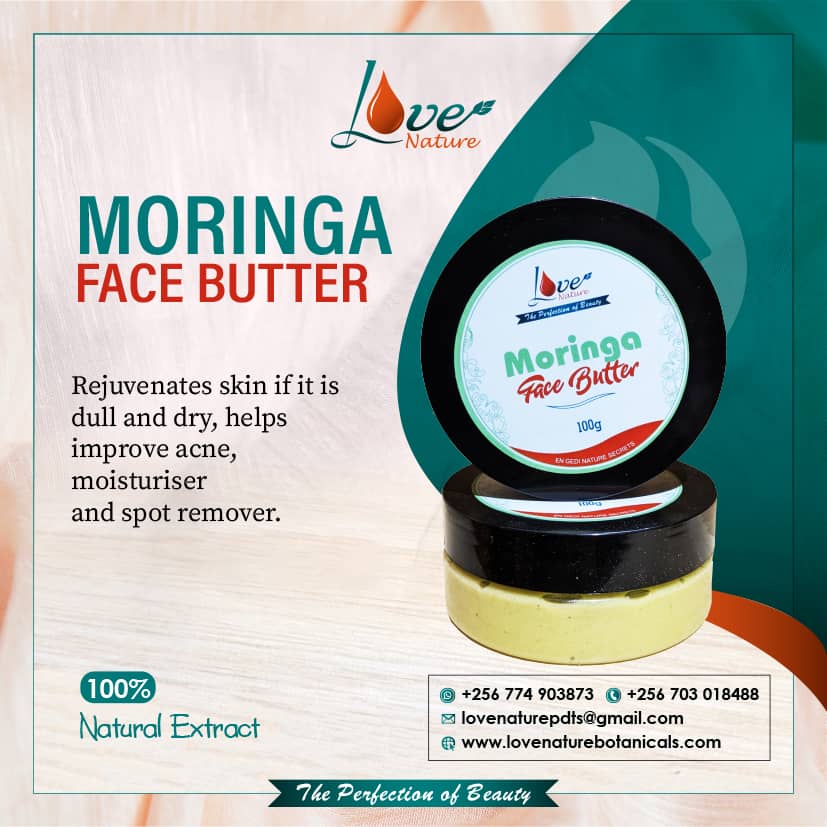 Love
Nature
MORINGA
FACE BUTTER
Rejuvenates skin if it is
dull and dry, helps
improve acne,
moisturiser
and spot remover.
Love
Nature
The Perfection of Beauty
Moringa
Face Butter
100g
EN GEDI NATURE SECRETS
100g
100%
Natural Extract
+256 774 903873 +256 703 018488
lovenaturepdts@gmail.com
www.lovenaturebotanicals.com
The Perfection of Beauty